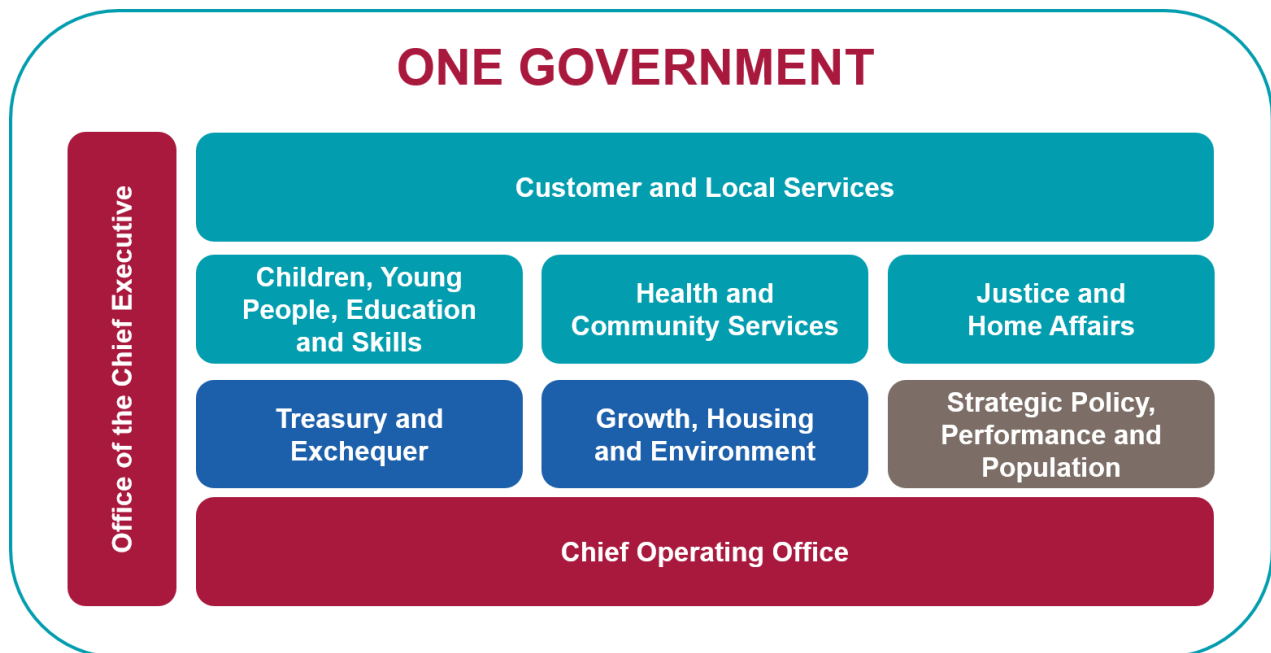 ONE GOVERNMENT
Office of the Chief Executive
Customer and Local Services
Children, Young
People, Education
and Skills
Health and
Community Services
Justice and
Home Affairs
Treasury and
Exchequer
Growth, Housing
and Environment
Strategic Policy,
Performance and
Population
Chief Operating Office